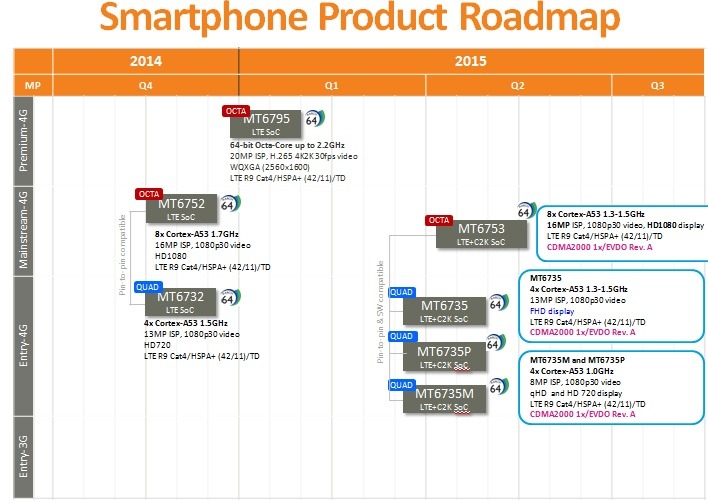 Smartphone Product Roadmap
2014
2015
MP
Q4
Q1
Q2
Q3
Premium-4G
OCTA
MT6795
LTE SoC
64
64-bit Octa-Core up to 2.2GHz
20MP ISP, H.265 4K2K 30fps video
WQXGA (2560x1600)
LTE R9 Cat4/HSPA+ (42/11)/TD
Mainstream-4G
OCTA
MT6752
LTE SoC
64
8x Cortex-A53 1.7GHz
16MP ISP, 1080p30 video
HD1080
LTE R9 Cat4/HSPA+ (42/11)/TD
Pin-to-pin compatible
OCTA
MT6753
LTE+C2K SoC
64
8x Cortex-A53 1.3-1.5GHz
16MP ISP, 1080p30 video, HD1080 display
LTE R9 Cat4/HSPA+ (42/11)/TD
CDMA2000 1x/EVDO Rev. A
Entry-4G
QUAD
MT6732
LTE SoC
64
4x Cortex-A53 1.5GHz
13MP ISP, 1080p30 video
HD720
LTE R9 Cat4/HSPA+ (42/11)/TD
Pin-to-pin & SW compatible
QUAD
MT6735
LTE+C2K SoC
64
MT6735
4x Cortex-A53 1.3-1.5GHz
13MP ISP, 1080p30 video
FHD display
LTE R9 Cat4/HSPA+ (42/11)/TD
CDMA2000 1x/EVDO Rev. A
QUAD
MT6735P
LTE+C2K SoC
64
QUAD
MT6735M
LTE+C2K SoC
64
MT6735M and MT6735P
4x Cortex-A53 1.0GHz
8MP ISP, 1080p30 video
qHD and HD 720 display
LTE R9 Cat4/HSPA+ (42/11)/TD
CDMA2000 1x/EVDO Rev. A
Entry-3G